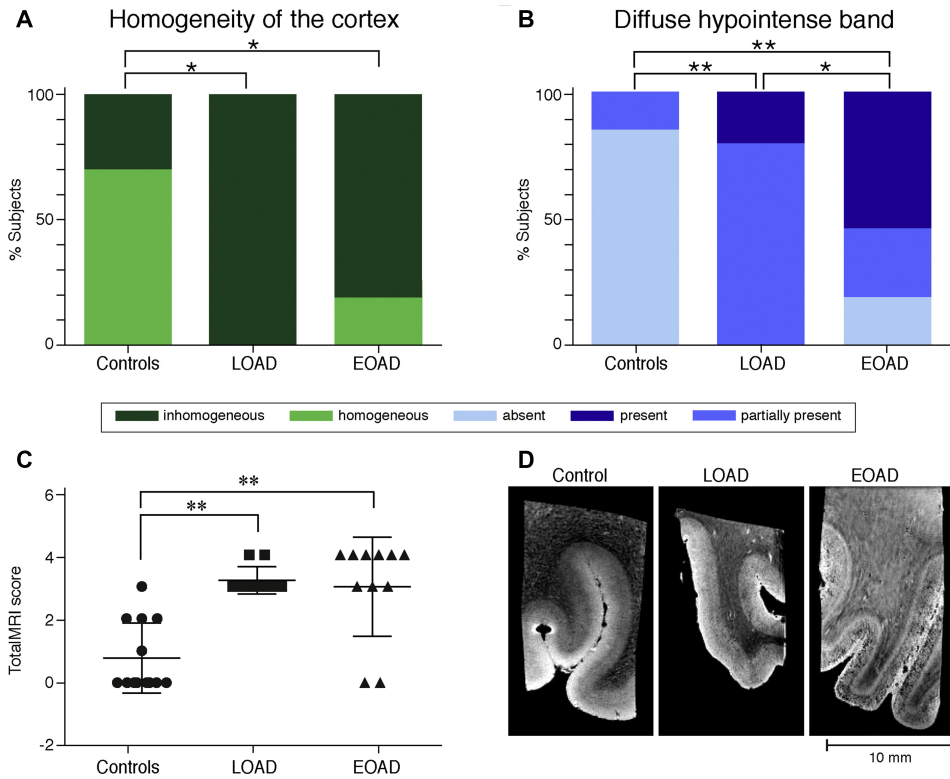 A
Homogeneity of the cortex
*
*
100
50
0
% Subjects
Controls LOAD EOAD
B
Diffuse hypointense band
**
** *
100
50
0
% Subjects
Controls LOAD EOAD
inhomogeneous homogeneous absent present partially present
C
**
**
6
4
2
0
-2
TotalMRI score
Controls LOAD EOAD
D
Control LOAD EOAD
10 mm